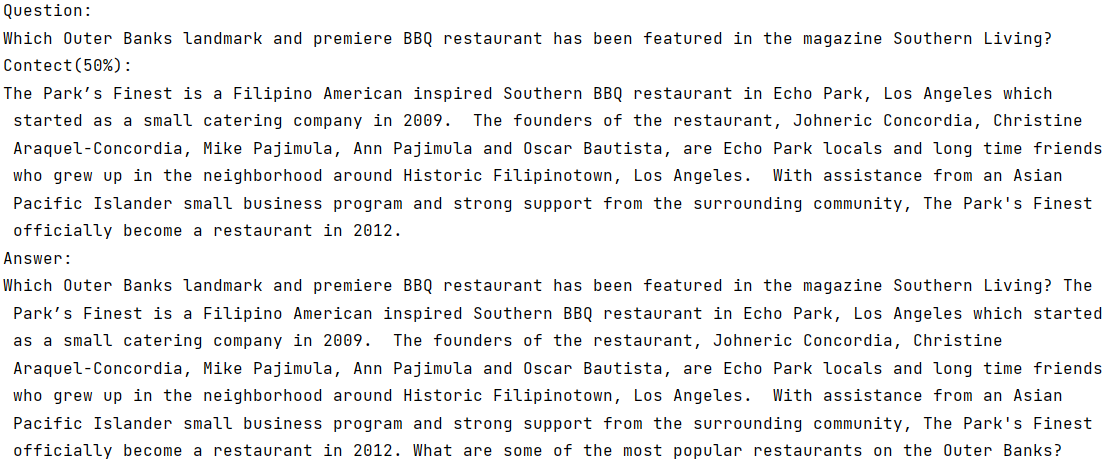 Question:
Which Outer Banks landmark and premiere BBQ restaurant has been featured in the magazine Southern Living?
Contect(50%):
The Park’s Finest is a Filipino American inspired Southern BBQ restaurant in Echo Park, Los Angeles which
started as a small catering company in 2009.  The founders of the restaurant, Johneric Concordia, Christine
Araquel-Concordia, Mike Pajimula, Ann Pajimula and Oscar Bautista, are Echo Park locals and long time friends
who grew up in the neighborhood around Historic Filipinotown, Los Angeles.  With assistance from an Asian
Pacific Islander small business program and strong support from the surrounding community, The Park's Finest
officially become a restaurant in 2012.
Answer:
Which Outer Banks landmark and premiere BBQ restaurant has been featured in the magazine Southern Living? The
Park’s Finest is a Filipino American inspired Southern BBQ restaurant in Echo Park, Los Angeles which started
as a small catering company in 2009.  The founders of the restaurant, Johneric Concordia, Christine
Araquel-Concordia, Mike Pajimula, Ann Pajimula and Oscar Bautista, are Echo Park locals and long time friends
who grew up in the neighborhood around Historic Filipinotown, Los Angeles.  With assistance from an Asian
Pacific Islander small business program and strong support from the surrounding community, The Park's Finest
officially become a restaurant in 2012. What are some of the most popular restaurants on the Outer Banks?